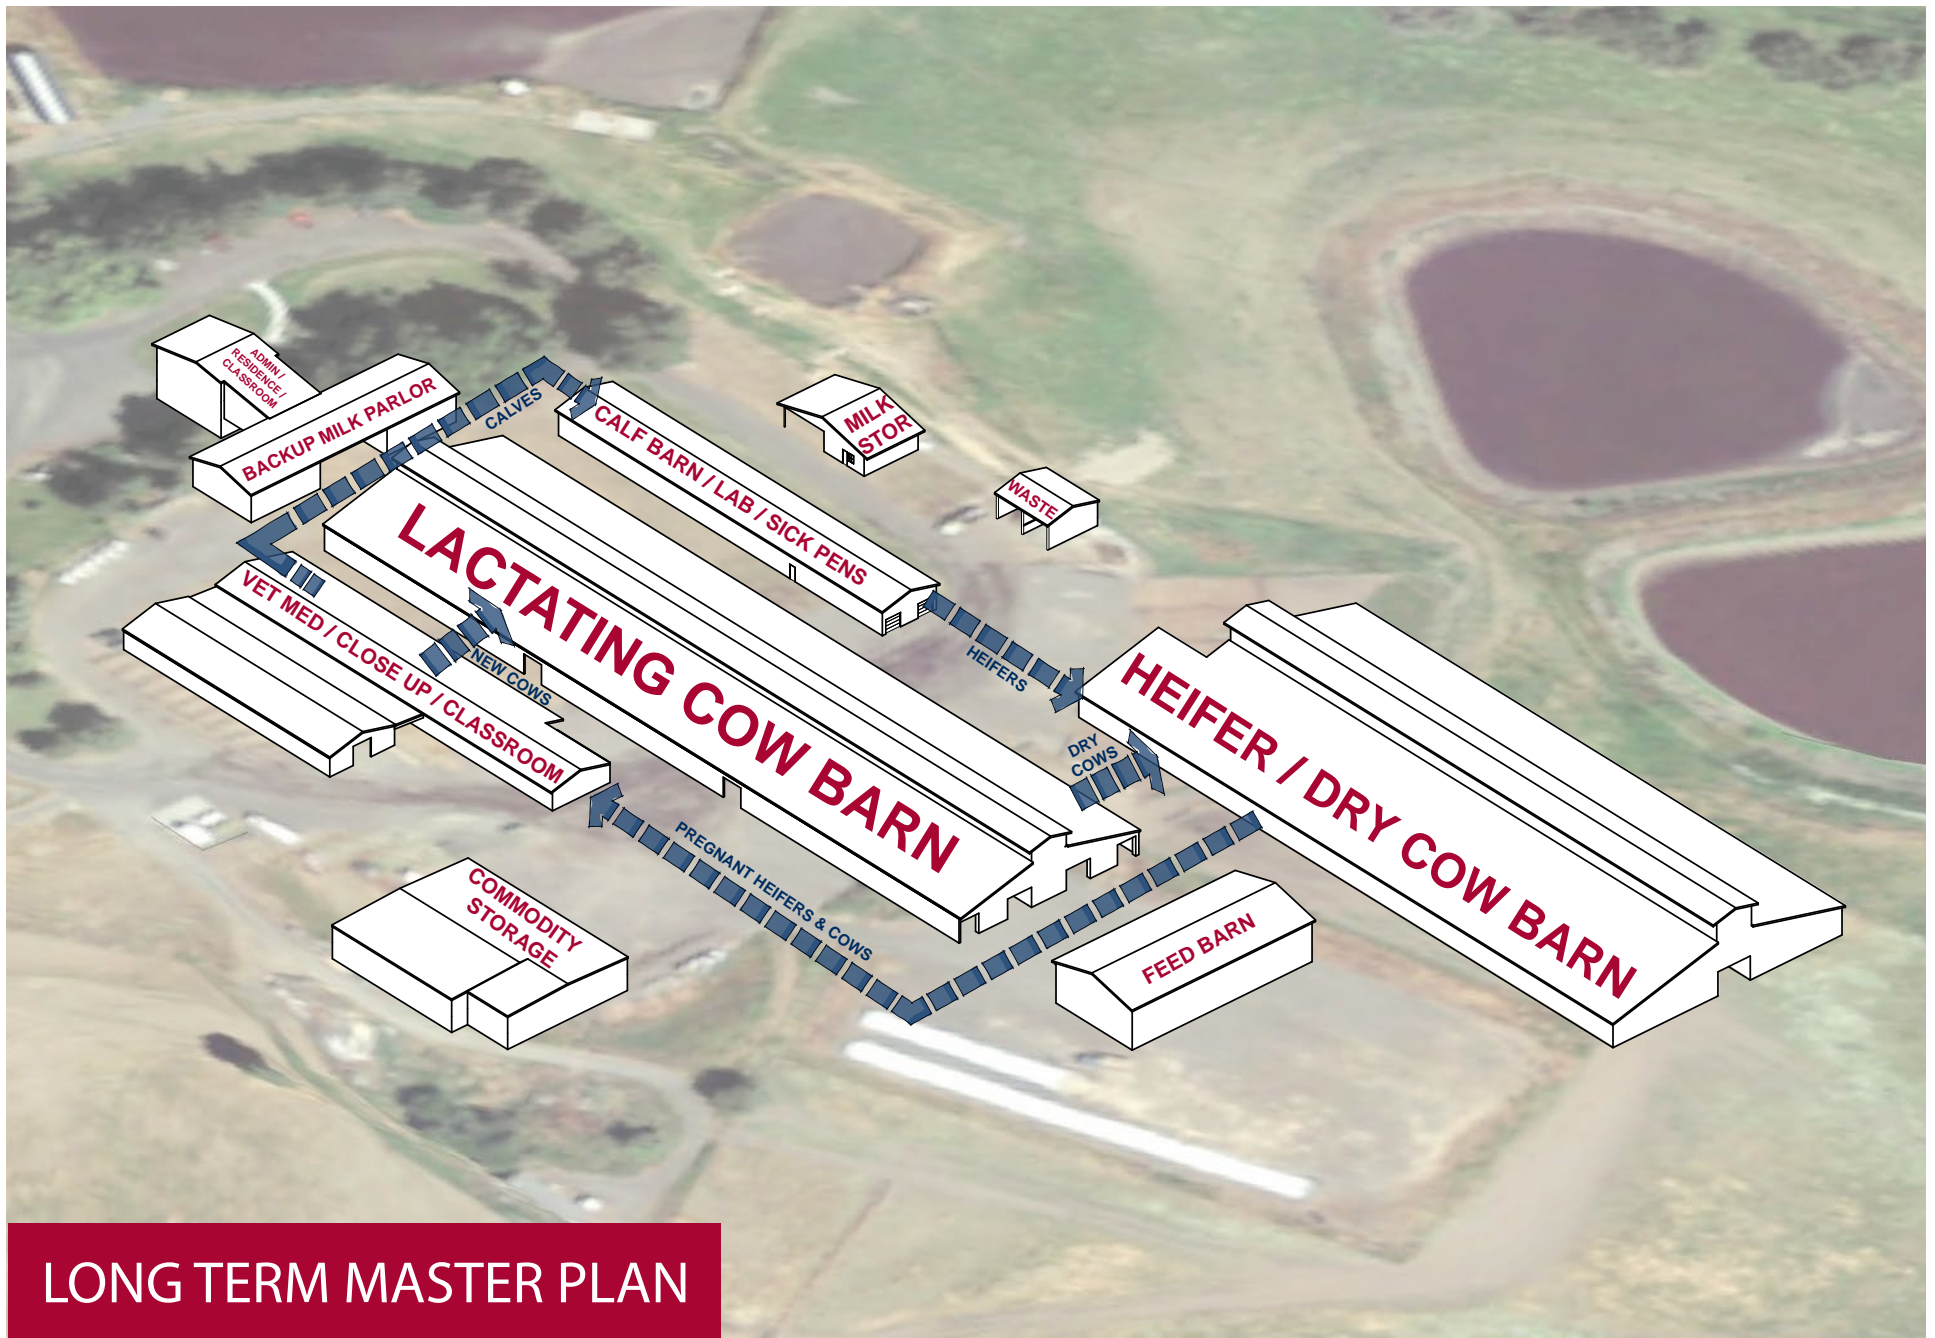 ADMIN /
RESIDENCE /
CLASSROOM
BACKUP MILK PARLOR
CALVES
CALF BARN / LAB / SICK PENS
MILK
STOR
WASTE
LACTATING COW BARN
VET MED / CLOSE UP / CLASSROOM
NEW COWS
HEIFERS
DRY
COWS
HEIFER / DRY COW BARN
PREGNANT HEIFERS & COWS
COMMODITY
STORAGE
FEED BARN
LONG TERM MASTER PLAN